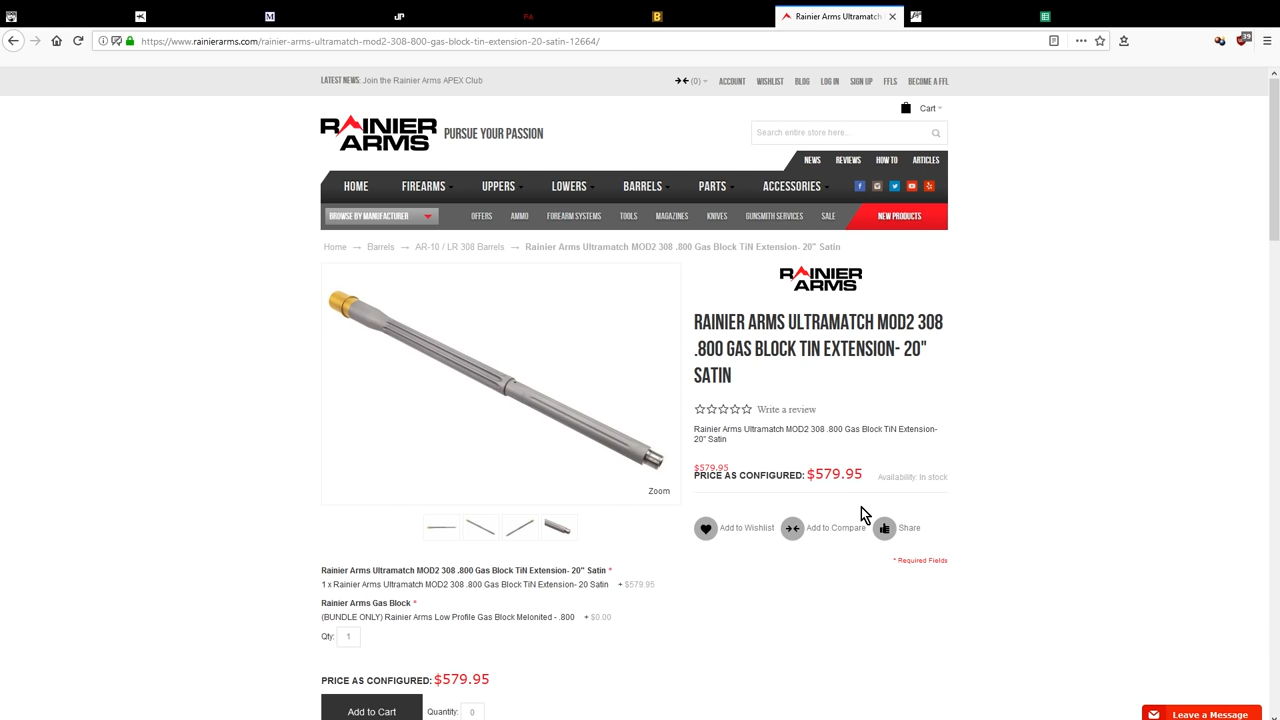 Rainier Arms Ultramatch
https://www.rainierarms.com/rainier-arms-ultramatch-mod2-308-800-gas-block-tin-extension-20-satin-12664/
39
LATEST NEWS: Join the Rainier Arms APEX Club
(0) ACCOUNT WISHLIST BLOG LOG IN SIGN UP FFLS BECOME A FFL
Cart
RAINIER ARMS PURSUE YOUR PASSION
Search entire store here...
NEWS REVIEWS HOW TO ARTICLES
HOME FIREARMS UPPERS LOWERS BARRELS PARTS ACCESSORIES
BROWSE BY MANUFACTURER OFFERS AMMO FOREARM SYSTEMS TOOLS MAGAZINES KNIVES GUNSMITH SERVICES SALE NEW PRODUCTS
Home → Barrels → AR-10 / LR 308 Barrels → Rainier Arms Ultramatch MOD2 308 .800 Gas Block TiN Extension- 20" Satin
RAINIER ARMS
RAINIER ARMS ULTRAMATCH MOD2 308
.800 GAS BLOCK TIN EXTENSION- 20"
SATIN
Write a review
Rainier Arms Ultramatch MOD2 308 .800 Gas Block TiN Extension-
20" Satin
$579.95
PRICE AS CONFIGURED: $579.95 Availability: In stock
Zoom
Add to Wishlist Add to Compare Share
* Required Fields
Rainier Arms Ultramatch MOD2 308 .800 Gas Block TiN Extension- 20" Satin *
1 x Rainier Arms Ultramatch MOD2 308 .800 Gas Block TiN Extension- 20 Satin + $579.95
Rainier Arms Gas Block *
(BUNDLE ONLY) Rainier Arms Low Profile Gas Block Melonited - .800 + $0.00
Qty: 1
PRICE AS CONFIGURED: $579.95
Add to Cart Quantity: 0
Leave a Message